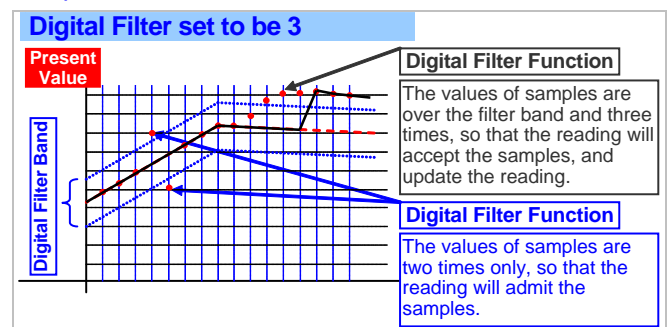 Digital Filter set to be 3
Present
Value
Digital Filter Band
Digital Filter Function
The values of samples are
over the filter band and three
times, so that the reading will
accept the samples, and
update the reading.
Digital Filter Function
The values of samples are
two times only, so that the
reading will admit the
samples.